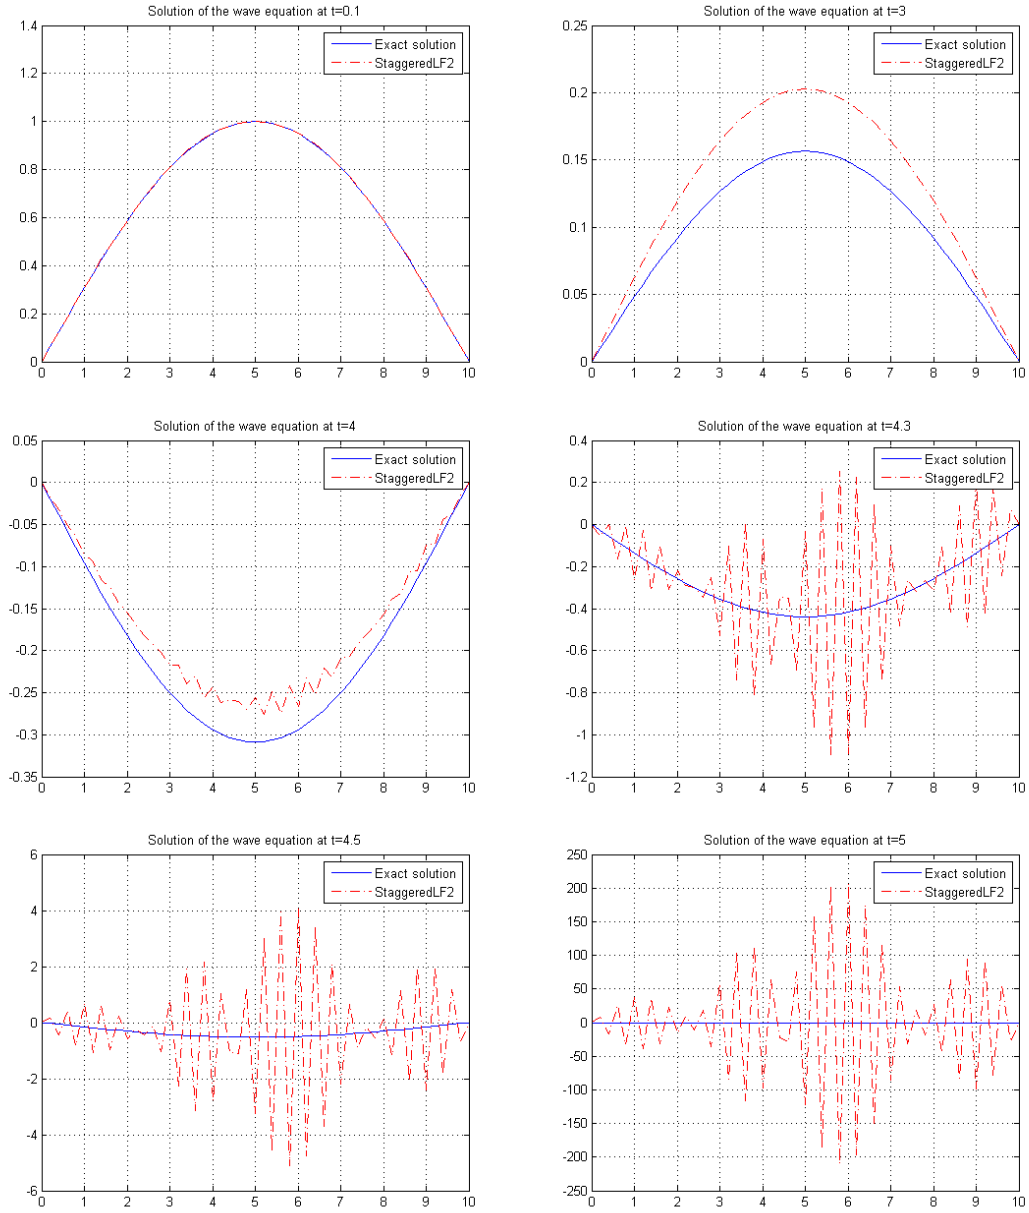 Solution of the wave equation at t=0.1
Exact solution
StaggeredLF2
1.4
1.2
1
0.8
0.6
0.4
0.2
0
0 1 2 3 4 5 6 7 8 9 10
Solution of the wave equation at t=3
Exact solution
StaggeredLF2
0.25
0.2
0.15
0.1
0.05
0
0 1 2 3 4 5 6 7 8 9 10
Solution of the wave equation at t=4
Exact solution
StaggeredLF2
0.05
0
-0.05
-0.1
-0.15
-0.2
-0.25
-0.3
-0.35
0 1 2 3 4 5 6 7 8 9 10
Solution of the wave equation at t=4.3
Exact solution
StaggeredLF2
0.4
0.2
0
-0.2
-0.4
-0.6
-0.8
-1
-1.2
0 1 2 3 4 5 6 7 8 9 10
Solution of the wave equation at t=4.5
Exact solution
StaggeredLF2
6
4
2
0
-2
-4
-6
0 1 2 3 4 5 6 7 8 9 10
Solution of the wave equation at t=5
Exact solution
StaggeredLF2
250
200
150
100
50
0
-50
-100
-150
-200
-250
0 1 2 3 4 5 6 7 8 9 10